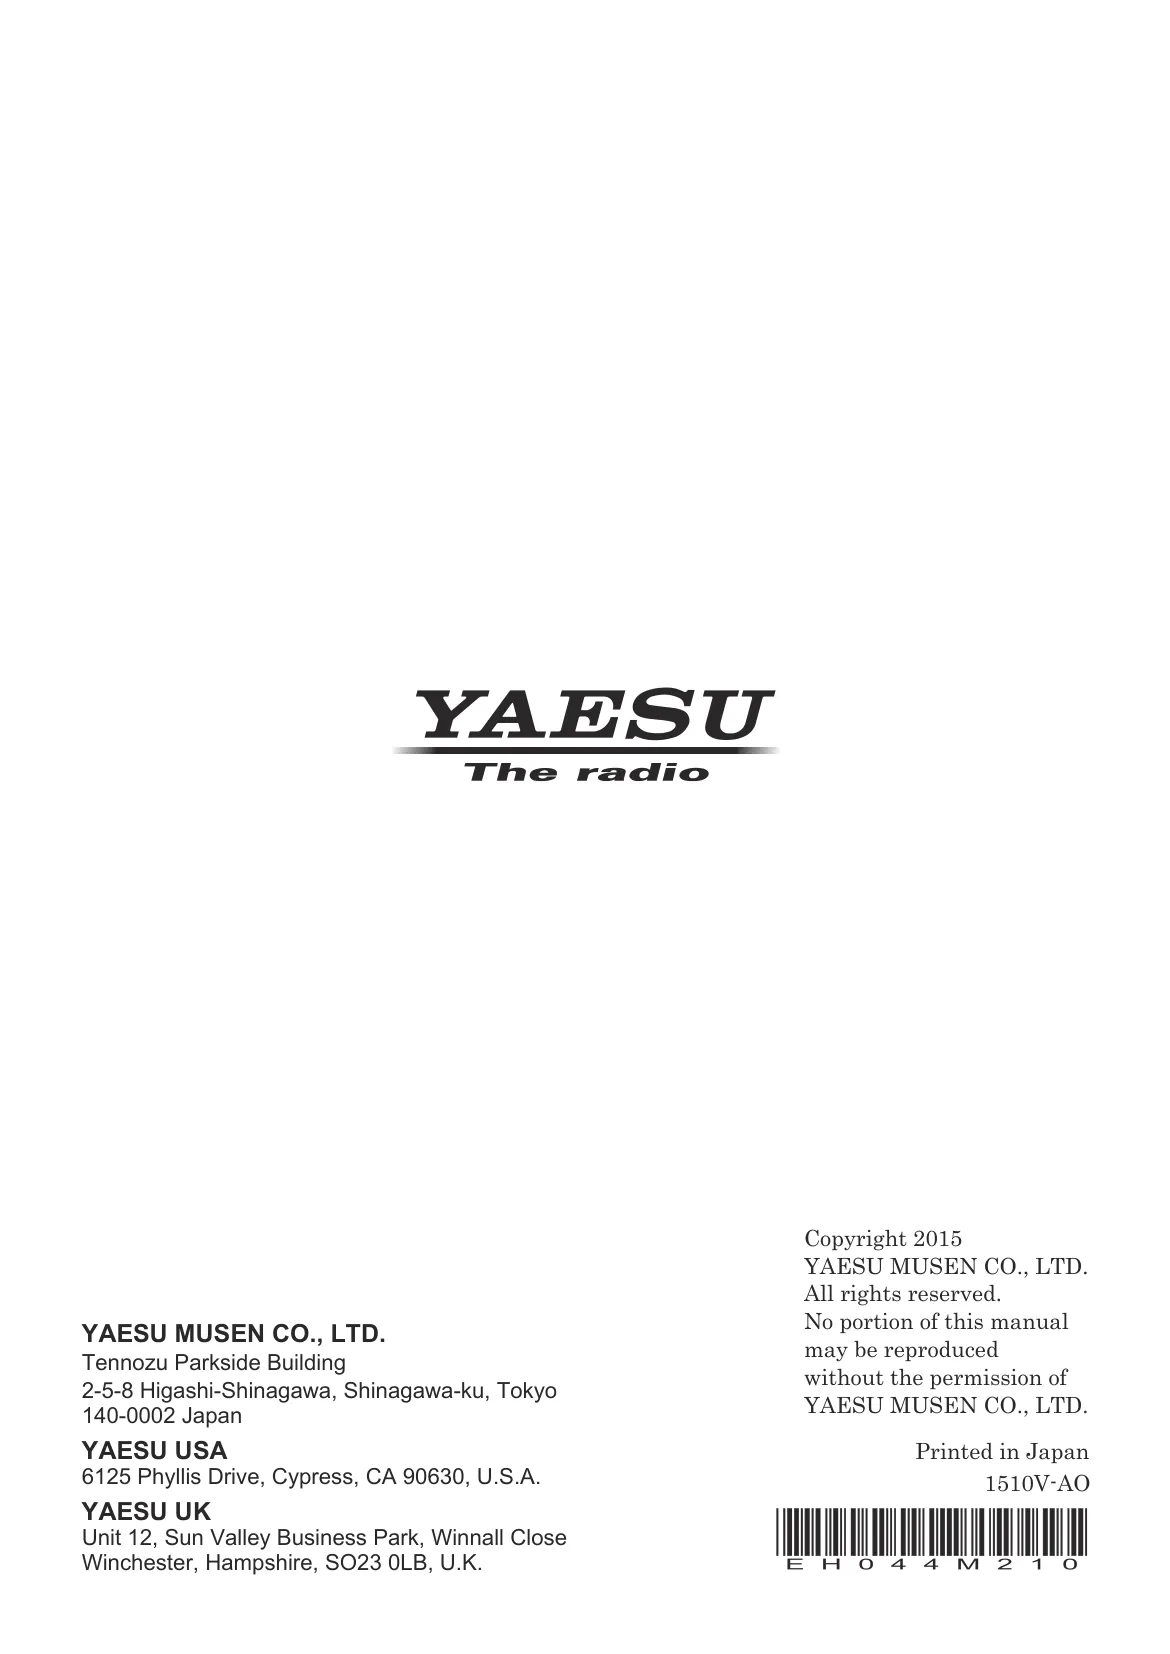 YAESU
The radio
YAESU MUSEN CO., LTD.
Tennozu Parkside Building
2-5-8 Higashi-Shinagawa, Shinagawa-ku, Tokyo
140-0002 Japan
YAESU USA
6125 Phyllis Drive, Cypress, CA 90630, U.S.A.
YAESU UK
Unit 12, Sun Valley Business Park, Winnall Close
Winchester, Hampshire, SO23 0LB, U.K.
Copyright 2015
YAESU MUSEN CO., LTD.
All rights reserved.
No portion of this manual
may be reproduced
without the permission of
YAESU MUSEN CO., LTD.
Printed in Japan
1510V-AO
EH044M210